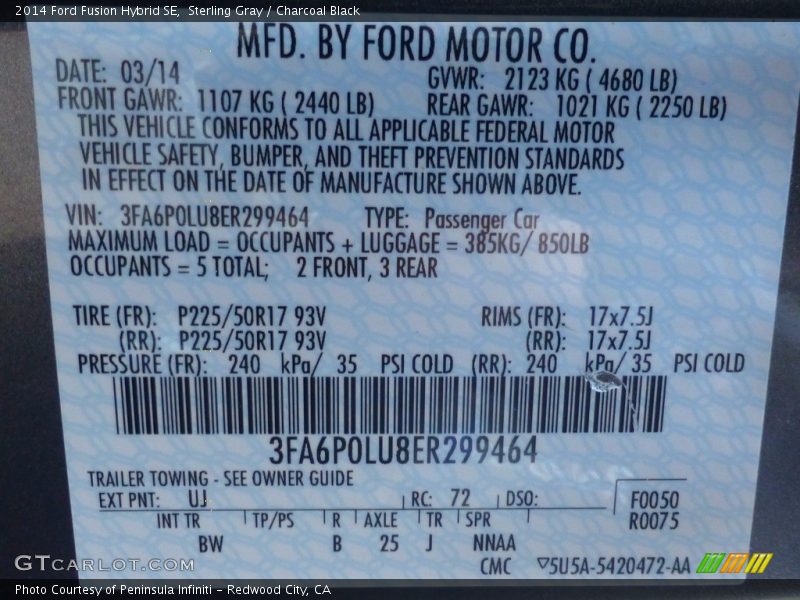 2014 Ford Fusion Hybrid SE, Sterling Gray / Charcoal Black
MFD. BY FORD MOTOR CO.
DATE: 03/14 GVWR: 2123 KG ( 4680 LB)
FRONT GAWR: 1107 KG ( 2440 LB) REAR GAWR: 1021 KG ( 2250 LB)
THIS VEHICLE CONFORMS TO ALL APPLICABLE FEDERAL MOTOR
VEHICLE SAFETY, BUMPER, AND THEFT PREVENTION STANDARDS
IN EFFECT ON THE DATE OF MANUFACTURE SHOWN ABOVE.
VIN: 3FA6P0LU8ER299464 TYPE: Passenger Car
MAXIMUM LOAD = OCCUPANTS + LUGGAGE = 385KG/ 850LB
OCCUPANTS = 5 TOTAL; 2 FRONT, 3 REAR
TIRE (FR): P225/50R17 93V RIMS (FR): 17x7.5J
(RR): P225/50R17 93V (RR): 17x7.5J
PRESSURE (FR): 240 kPa/ 35 PSI COLD (RR): 240 kPa/ 35 PSI COLD
3FA6P0LU8ER299464
TRAILER TOWING - SEE OWNER GUIDE
EXT PNT: UJ RC: 72 DSO: F0050
R0075
INT TR TP/PS R AXLE TR SPR
BW B 25 J NNAA
CMC 5U5A-5420472-AA
GTCARLOT.COM
Photo Courtesy of Peninsula Infiniti – Redwood City, CA